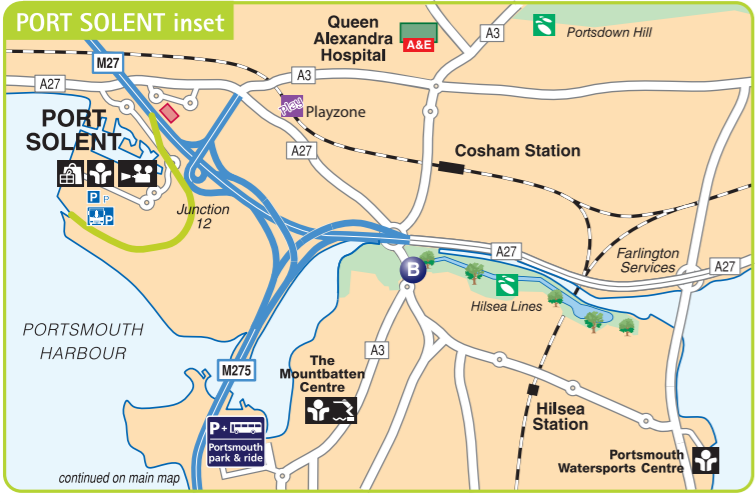 PORT SOLENT inset
Queen
Alexandra
Hospital
A&E
A3
Portsdown Hill
M27
A3
A27
Play
Playzone
PORT
SOLENT
A27
Cosham Station
P P
P
Junction
12
A27
Farlington
Services
A27
B
Hilsea Lines
PORTSMOUTH
HARBOUR
A3
The
Mountbatten
Centre
M275
Hilsea
Station
P+
Portsmouth
park & ride
Portsmouth
Watersports Centre
continued on main map